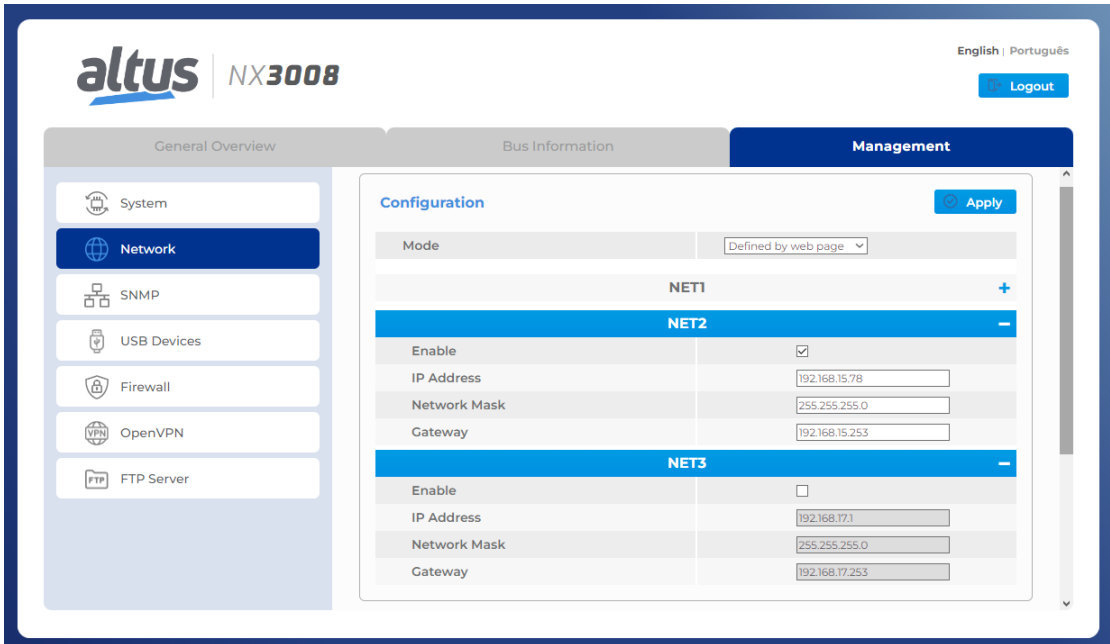 English | Português
altus NX3008
Logout
General Overview Bus Information Management
System
Network
SNMP
USB Devices
Firewall
VPN OpenVPN
FTP FTP Server
Configuration Apply
Mode Defined by web page
NET1 +
NET2 −
Enable
IP Address 192.168.15.78
Network Mask 255.255.255.0
Gateway 192.168.15.253
NET3 −
Enable
IP Address 192.168.17.1
Network Mask 255.255.255.0
Gateway 192.168.17.253